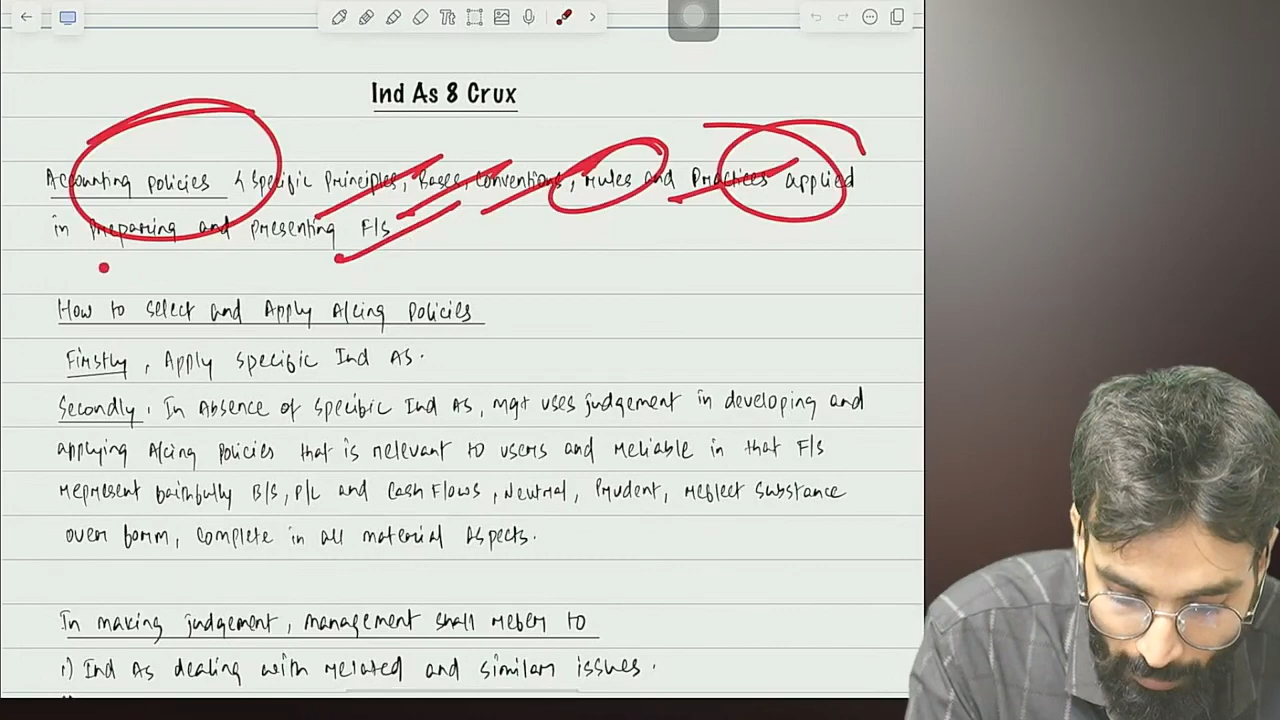 Ind As 8 Crux
Accounting policies → specific Principles, Bases, Conventions, rules and Practices applied
in preparing and presenting F/S
How to select and Apply A/cing policies
Firstly, Apply specific Ind AS.
Secondly, In Absence of specific Ind AS, mgt uses judgement in developing and
applying A/cing policies that is relevant to users and reliable in that F/S
represent faithfully B/S, P/L and Cash Flows, Neutral, Prudent, reflect substance
over form, complete in all material Aspects.
In making judgement, management shall refer to
i) Ind AS dealing with related and similar issues.